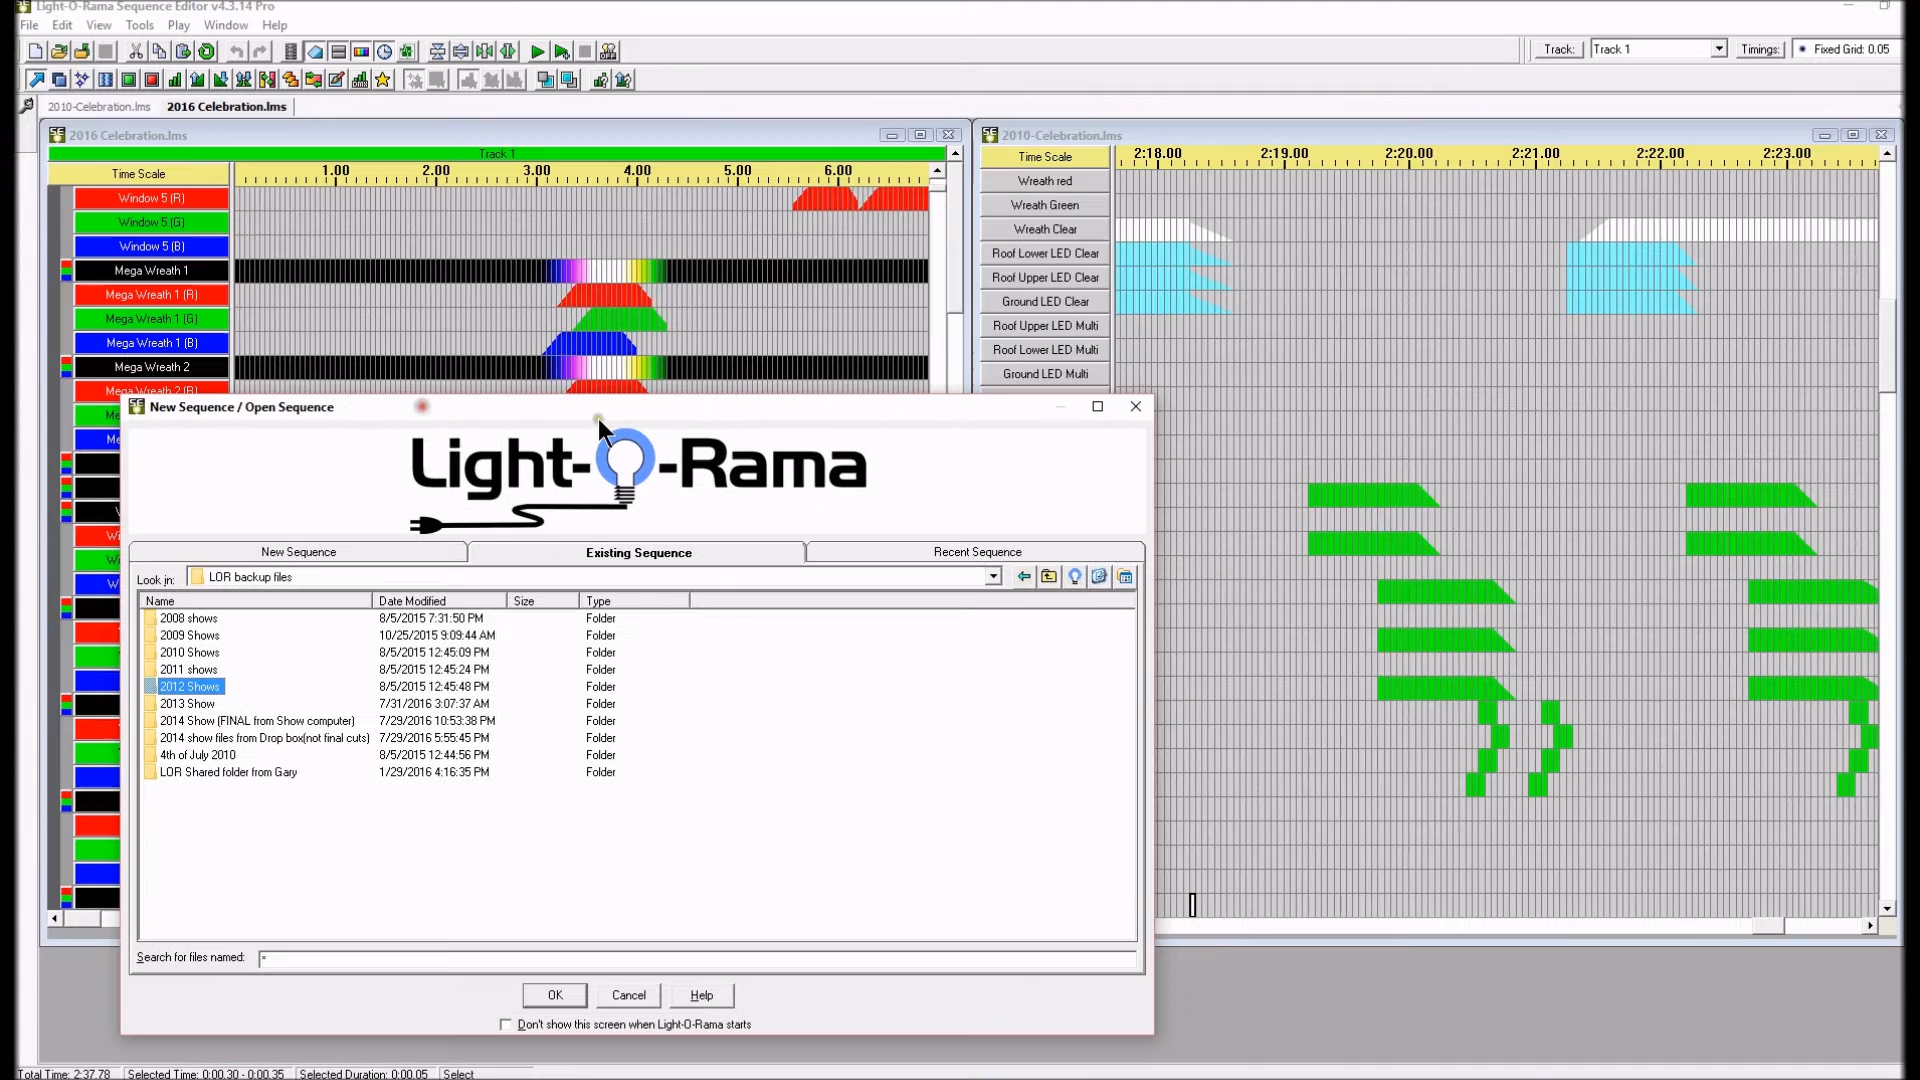 Light-O-Rama Sequence Editor v4.3.14 Pro
File Edit View Tools Play Window Help
Track: Track 1 Timings: Fixed Grid: 0.05
2010-Celebration.lms 2016 Celebration.lms
2016 Celebration.lms
Track 1
Time Scale 1.00 2.00 3.00 4.00 5.00 6.00
Window 5 (R)
Window 5 (G)
Window 5 (B)
Mega Wreath 1
Mega Wreath 1 (R)
Mega Wreath 1 (G)
Mega Wreath 1 (B)
Mega Wreath 2
Mega Wreath 2 (R)
2010-Celebration.lms
Time Scale 2:18.00 2:19.00 2:20.00 2:21.00 2:22.00 2:23.00
Wreath red
Wreath Green
Wreath Clear
Roof Lower LED Clear
Roof Upper LED Clear
Ground LED Clear
Roof Upper LED Multi
Roof Lower LED Multi
Ground LED Multi
New Sequence / Open Sequence
Light-O-Rama
New Sequence Existing Sequence Recent Sequence
Look in: LOR backup files
Name Date Modified Size Type
2008 shows 8/5/2015 7:31:50 PM Folder
2009 Shows 10/25/2015 9:09:44 AM Folder
2010 Shows 8/5/2015 12:45:09 PM Folder
2011 shows 8/5/2015 12:45:24 PM Folder
2012 Shows 8/5/2015 12:45:48 PM Folder
2013 Show 7/31/2016 3:07:37 AM Folder
2014 Show (FINAL from Show computer) 7/29/2016 10:53:38 PM Folder
2014 show files from Drop box(not final cuts) 7/29/2016 5:55:45 PM Folder
4th of July 2010 8/5/2015 12:44:56 PM Folder
LOR Shared folder from Gary 1/29/2016 4:16:35 PM Folder
Search for files named: *
OK Cancel Help
Don't show this screen when Light-O-Rama starts
Total Time: 2:37.78 Selected Time: 0:00.30 - 0:00.35 Selected Duration: 0:00.05 Select